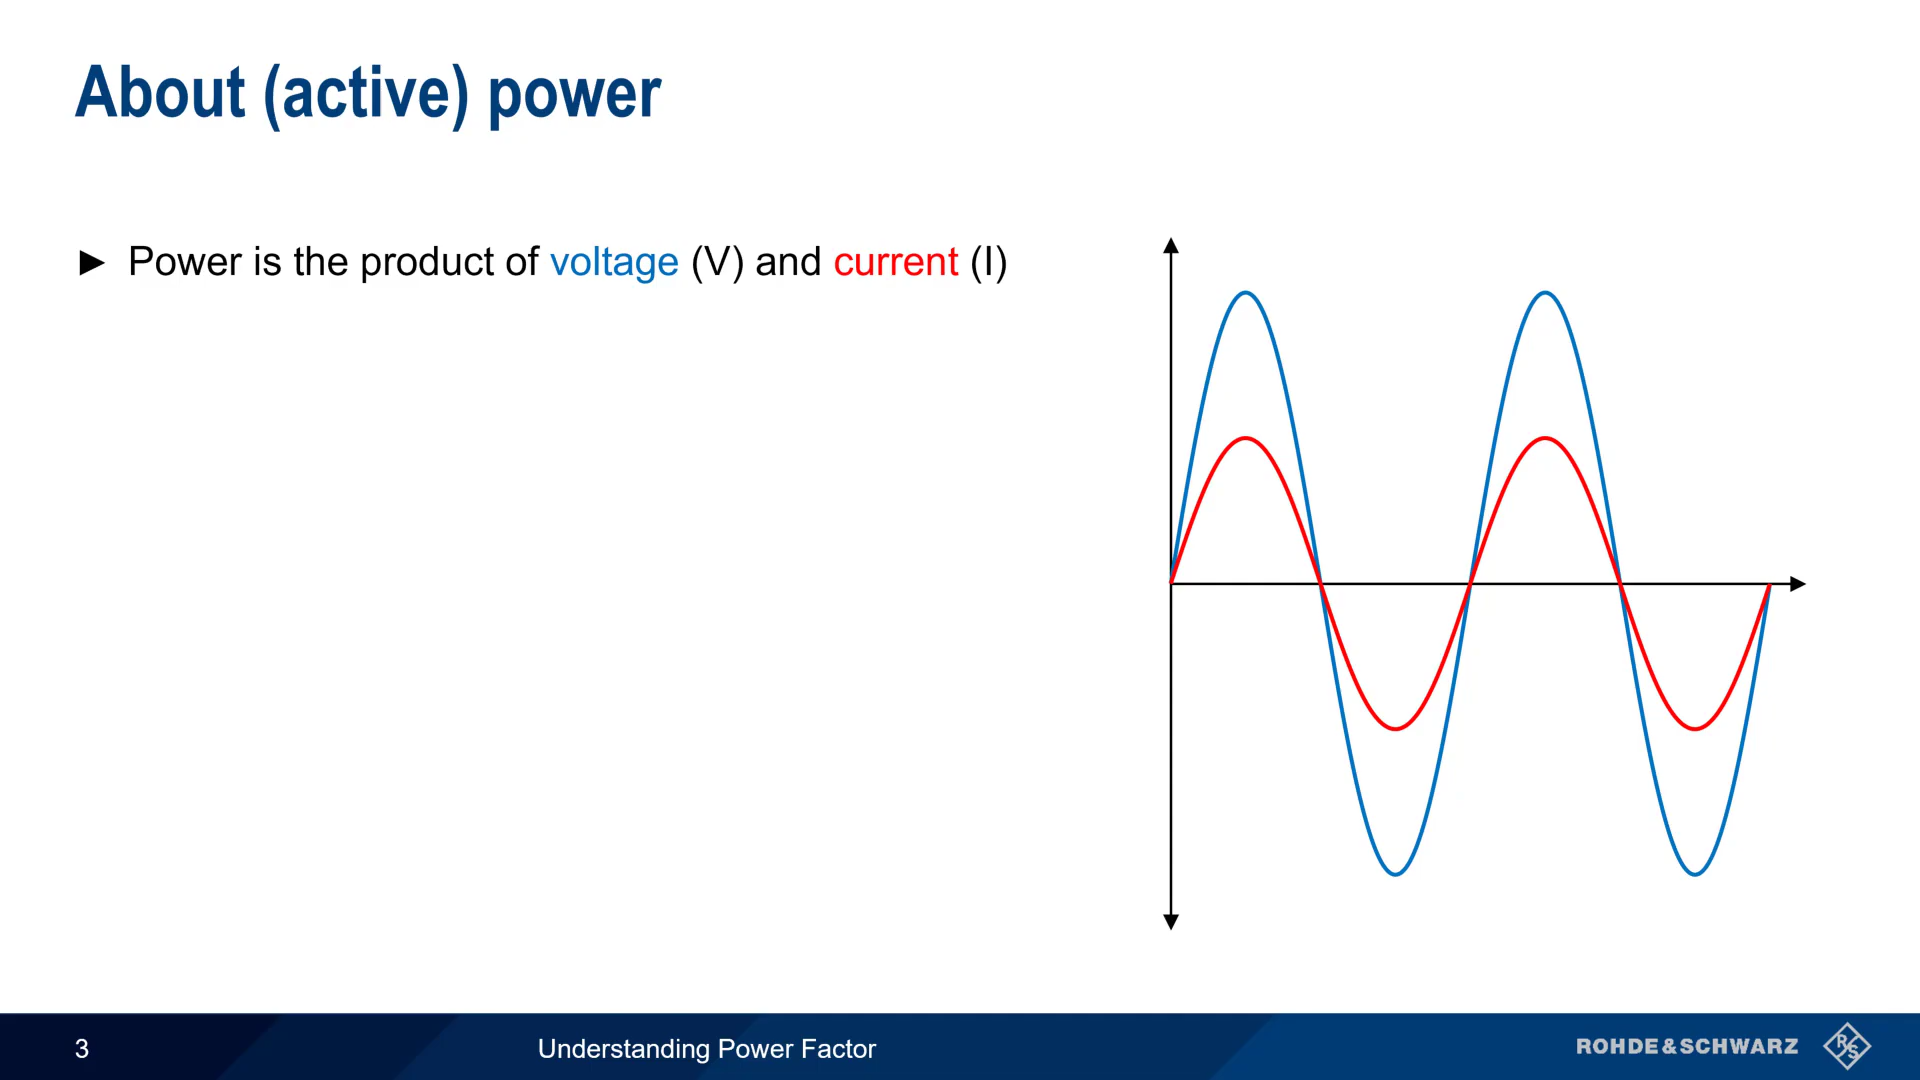 About (active) power
► Power is the product of voltage (V) and current (I)
3
Understanding Power Factor
ROHDE&SCHWARZ
R&S